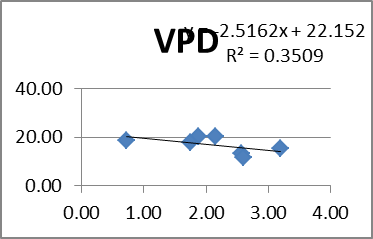 VPD
y = -2.5162x + 22.152
R² = 0.3509
40.00
20.00
0.00
0.00 1.00 2.00 3.00 4.00